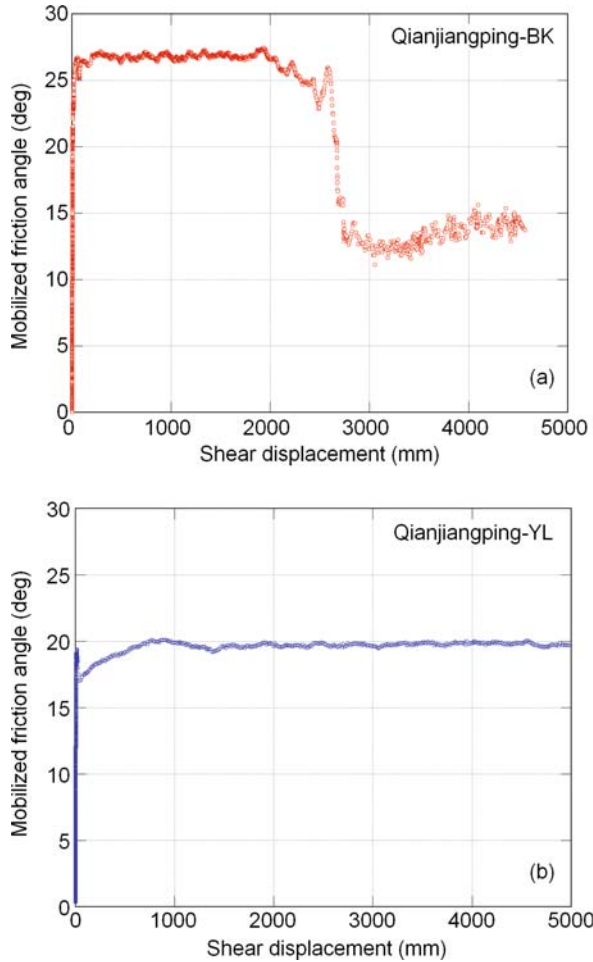 30
Qianjiangping-BK
25
20
15
10
5
0
Mobilized friction angle (deg)
(a)
0 1000 2000 3000 4000 5000
Shear displacement (mm)
30
Qianjiangping-YL
25
20
15
10
5
0
Mobilized friction angle (deg)
(b)
0 1000 2000 3000 4000 5000
Shear displacement (mm)